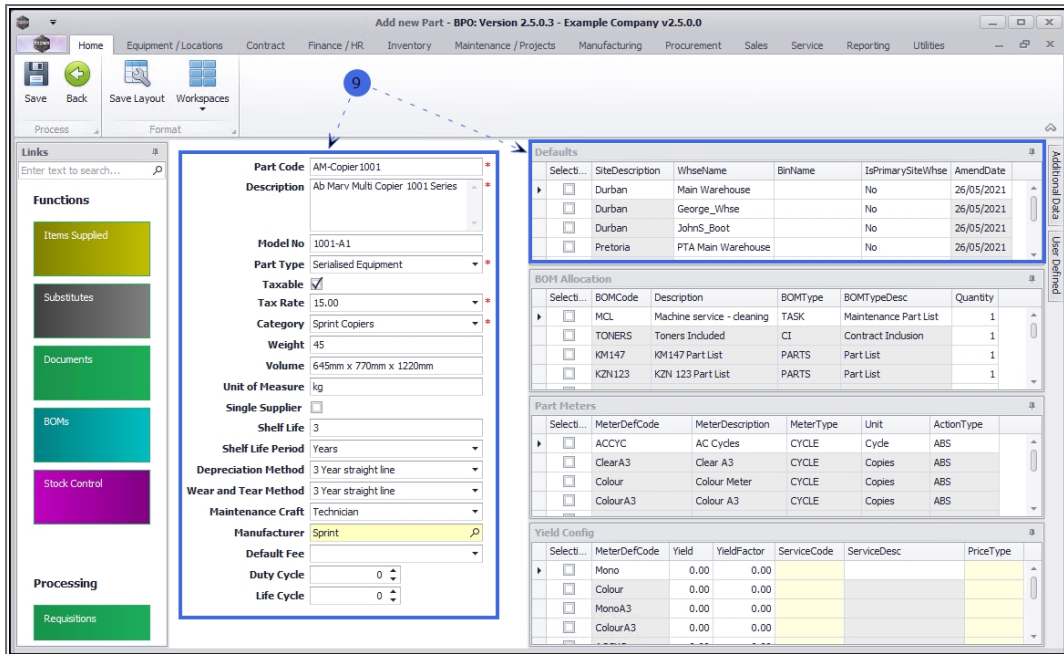 Add new Part - BPO: Version 2.5.0.3 - Example Company v2.5.0.0
Home Equipment / Locations Contract Finance / HR Inventory Maintenance / Projects Manufacturing Procurement Sales Service Reporting Utilities
Save Back Save Layout Workspaces
Process Format
9
Links
Enter text to search...
Functions
Items Supplied
Substitutes
Documents
BOMs
Stock Control
Processing
Requisitions
Part Code AM-Copier1001 *
Description Ab Marv Multi Copier 1001 Series *
Model No 1001-A1
Part Type Serialised Equipment *
Taxable
Tax Rate 15.00 *
Category Sprint Copiers *
Weight 45
Volume 645mm x 770mm x 1220mm
Unit of Measure kg
Single Supplier
Shelf Life 3
Shelf Life Period Years
Depreciation Method 3 Year straight line
Wear and Tear Method 3 Year straight line
Maintenance Craft Technician
Manufacturer Sprint
Default Fee
Duty Cycle 0
Life Cycle 0
Defaults
Selecti... SiteDescription WhseName BinName IsPrimarySiteWhse AmendDate
Durban Main Warehouse No 26/05/2021
Durban George_Whse No 26/05/2021
Durban JohnS_Boot No 26/05/2021
Pretoria PTA Main Warehouse No 26/05/2021
BOM Allocation
Selecti... BOMCode Description BOMType BOMTypeDesc Quantity
MCL Machine service - cleaning TASK Maintenance Part List 1
TONERS Toners Included CI Contract Inclusion 1
KM147 KM147 Part List PARTS Part List 1
KZN123 KZN 123 Part List PARTS Part List 1
Part Meters
Selecti... MeterDefCode MeterDescription MeterType Unit ActionType
ACCYC AC Cycles CYCLE Cycle ABS
ClearA3 Clear A3 CYCLE Copies ABS
Colour Colour Meter CYCLE Copies ABS
ColourA3 Colour A3 CYCLE Copies ABS
Yield Config
Selecti... MeterDefCode Yield YieldFactor ServiceCode ServiceDesc PriceType
Mono 0.00 0.00
Colour 0.00 0.00
MonoA3 0.00 0.00
ColourA3 0.00 0.00
Additional Data
User Defined